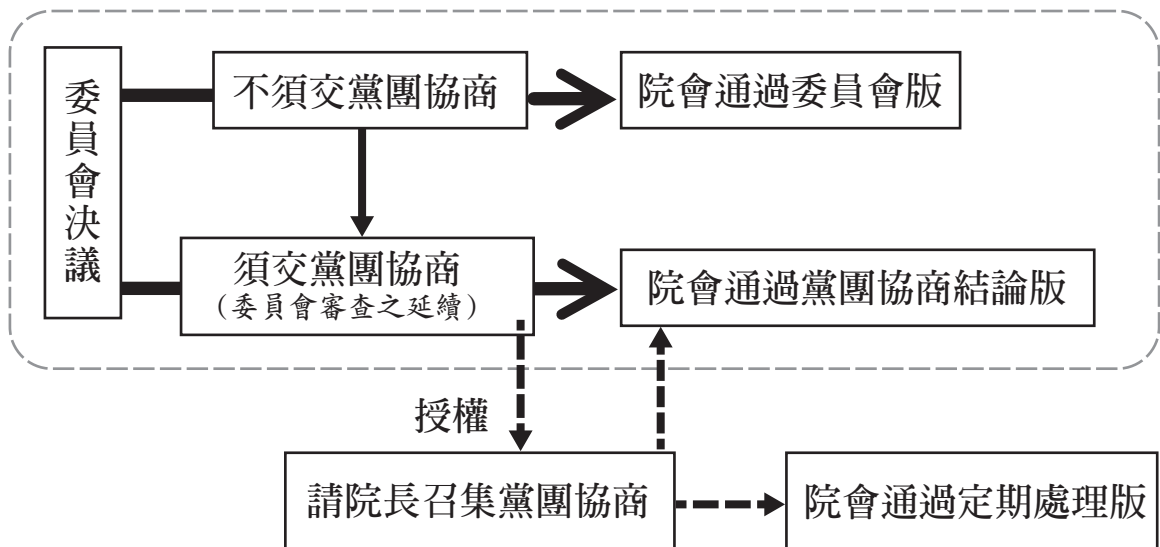 委員會決議
不須交黨團協商
院會通過委員會版
須交黨團協商
(委員會審查之延續)
院會通過黨團協商結論版
授權
請院長召集黨團協商
院會通過定期處理版